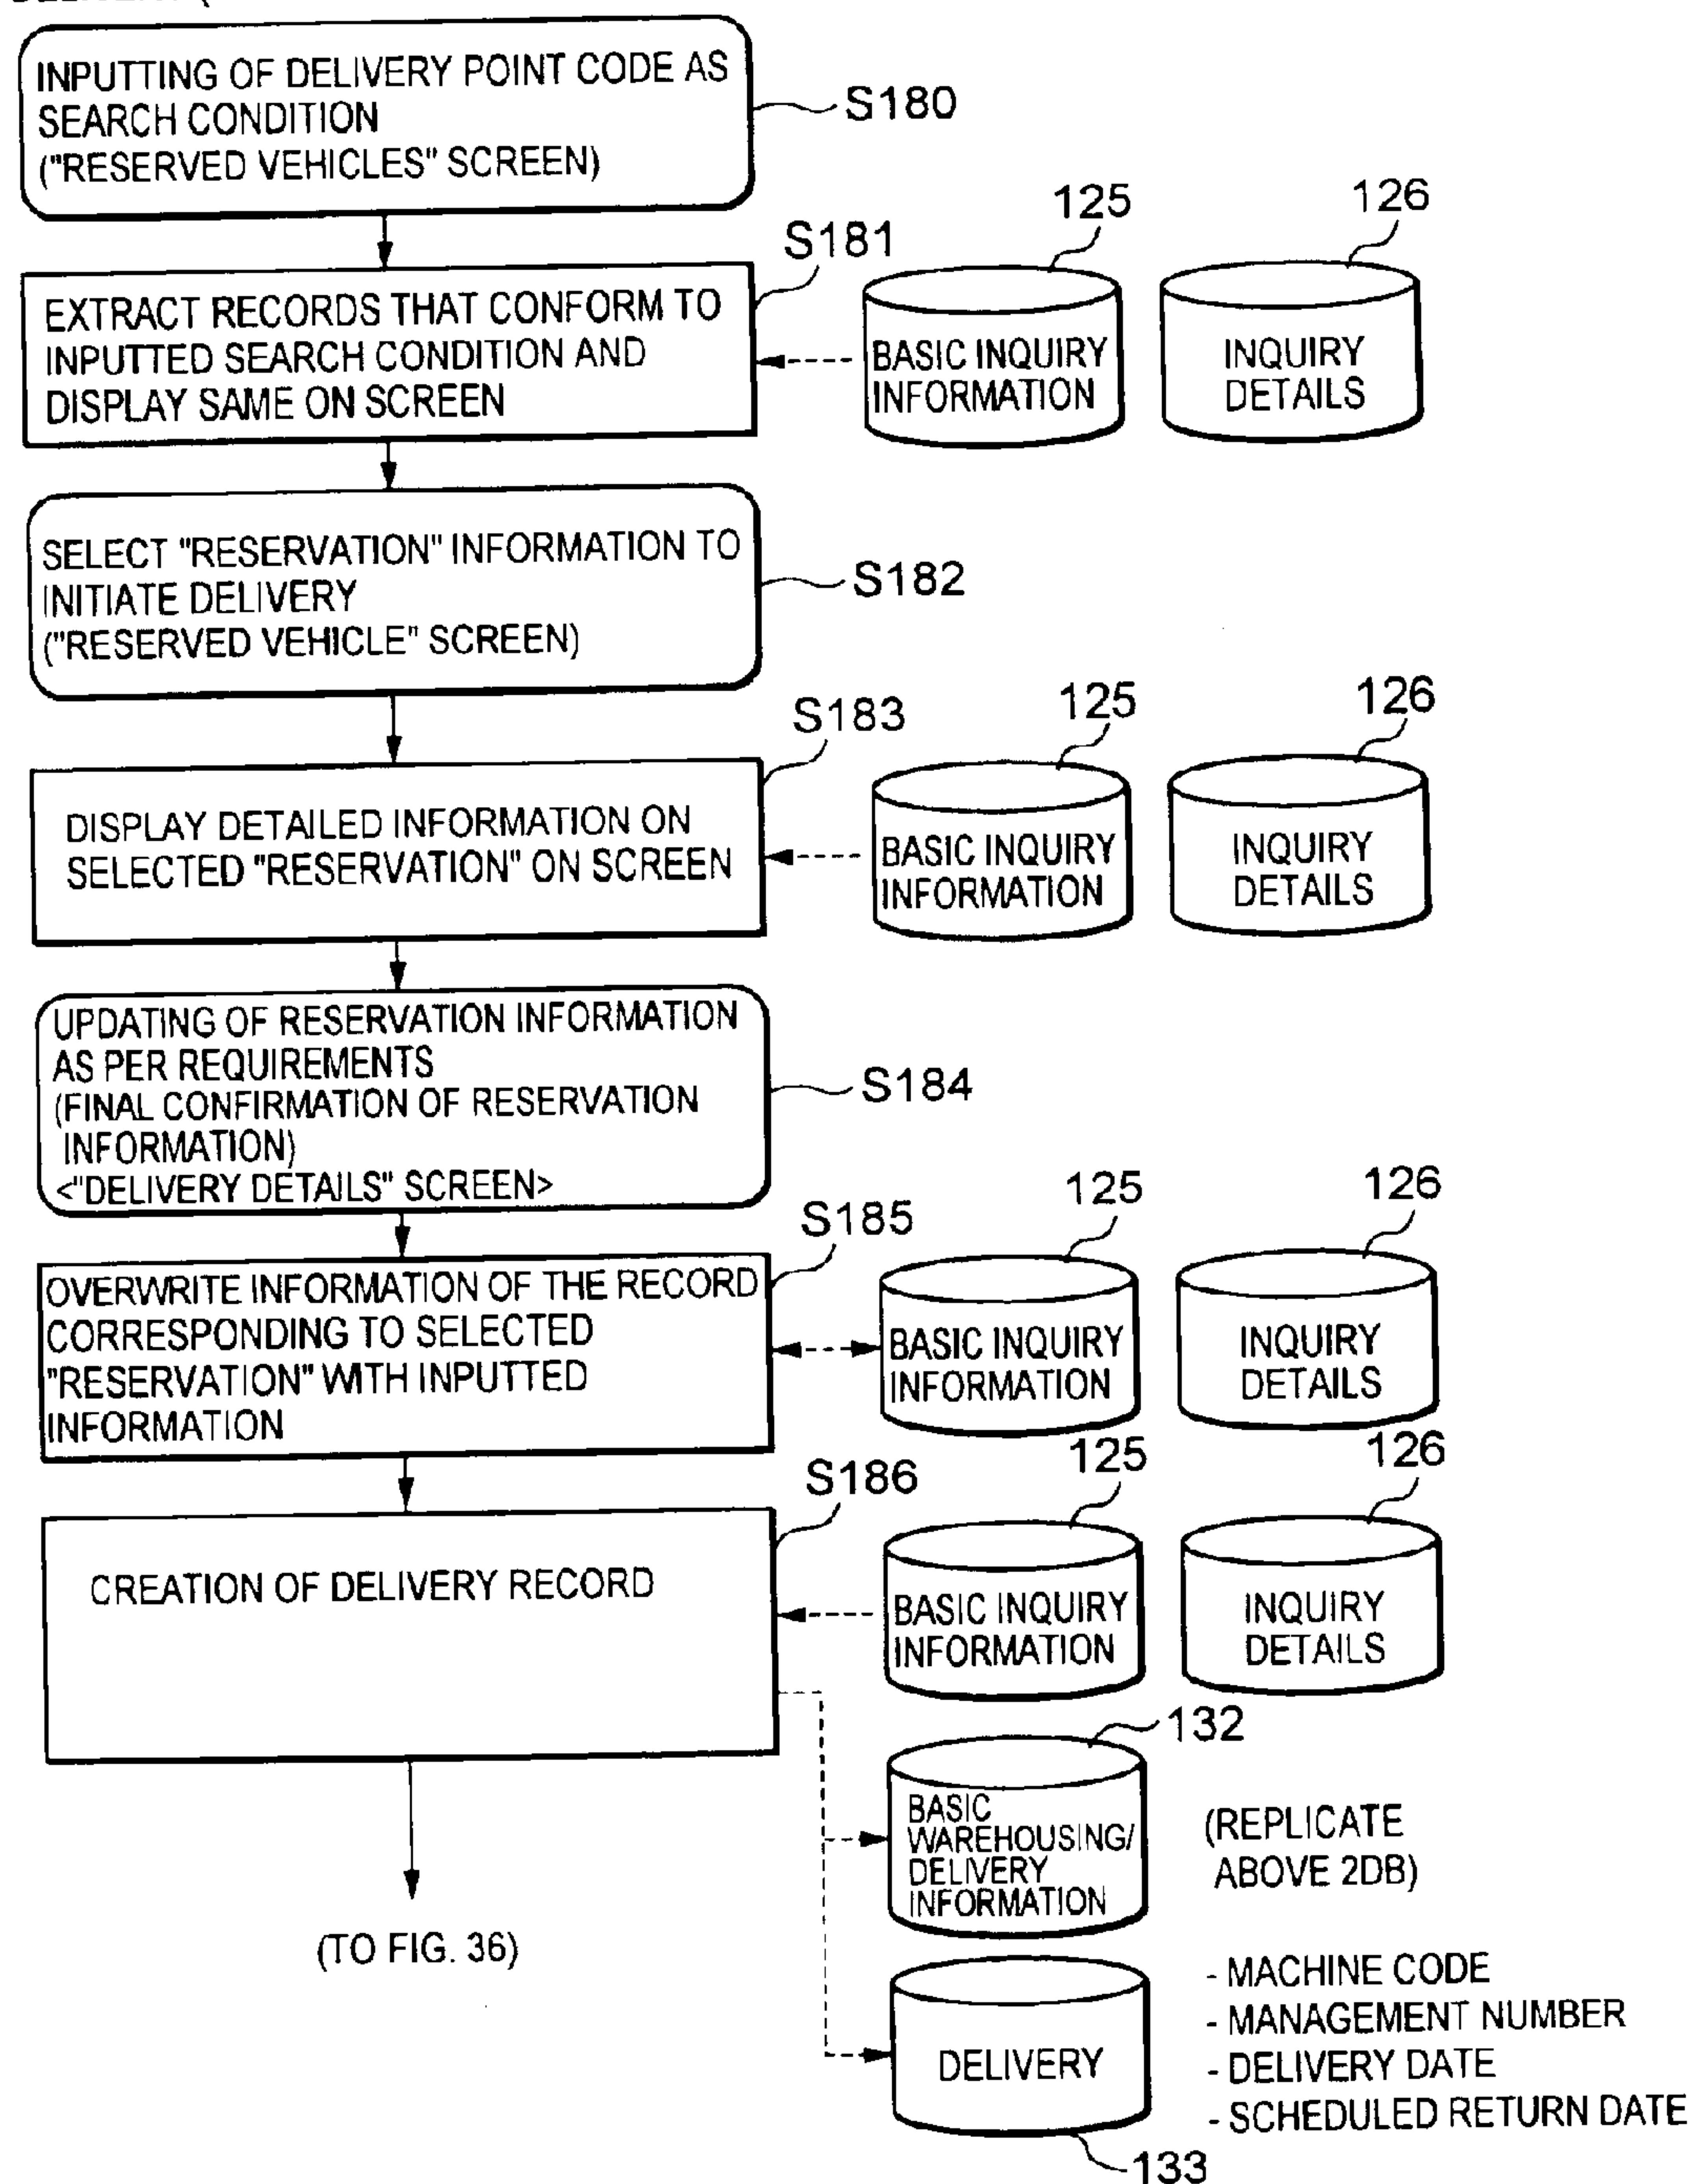 INPUTTING OF DELIVERY POINT CODE AS
SEARCH CONDITION
("RESERVED VEHICLES" SCREEN)
S180
S181
125
126
EXTRACT RECORDS THAT CONFORM TO
INPUTTED SEARCH CONDITION AND
DISPLAY SAME ON SCREEN
BASIC INQUIRY
INFORMATION
INQUIRY
DETAILS
SELECT "RESERVATION" INFORMATION TO
INITIATE DELIVERY
("RESERVED VEHICLE" SCREEN)
S182
S183
125
126
DISPLAY DETAILED INFORMATION ON
SELECTED "RESERVATION" ON SCREEN
BASIC INQUIRY
INFORMATION
INQUIRY
DETAILS
UPDATING OF RESERVATION INFORMATION
AS PER REQUIREMENTS
(FINAL CONFIRMATION OF RESERVATION
INFORMATION)
<"DELIVERY DETAILS" SCREEN>
S184
S185
125
126
OVERWRITE INFORMATION OF THE RECORD
CORRESPONDING TO SELECTED
"RESERVATION" WITH INPUTTED
INFORMATION
BASIC INQUIRY
INFORMATION
INQUIRY
DETAILS
S186
125
126
CREATION OF DELIVERY RECORD
BASIC INQUIRY
INFORMATION
INQUIRY
DETAILS
132
BASIC
WAREHOUSING/
DELIVERY
INFORMATION
(REPLICATE
ABOVE 2DB)
(TO FIG. 36)
DELIVERY
- MACHINE CODE
- MANAGEMENT NUMBER
- DELIVERY DATE
- SCHEDULED RETURN DATE
133